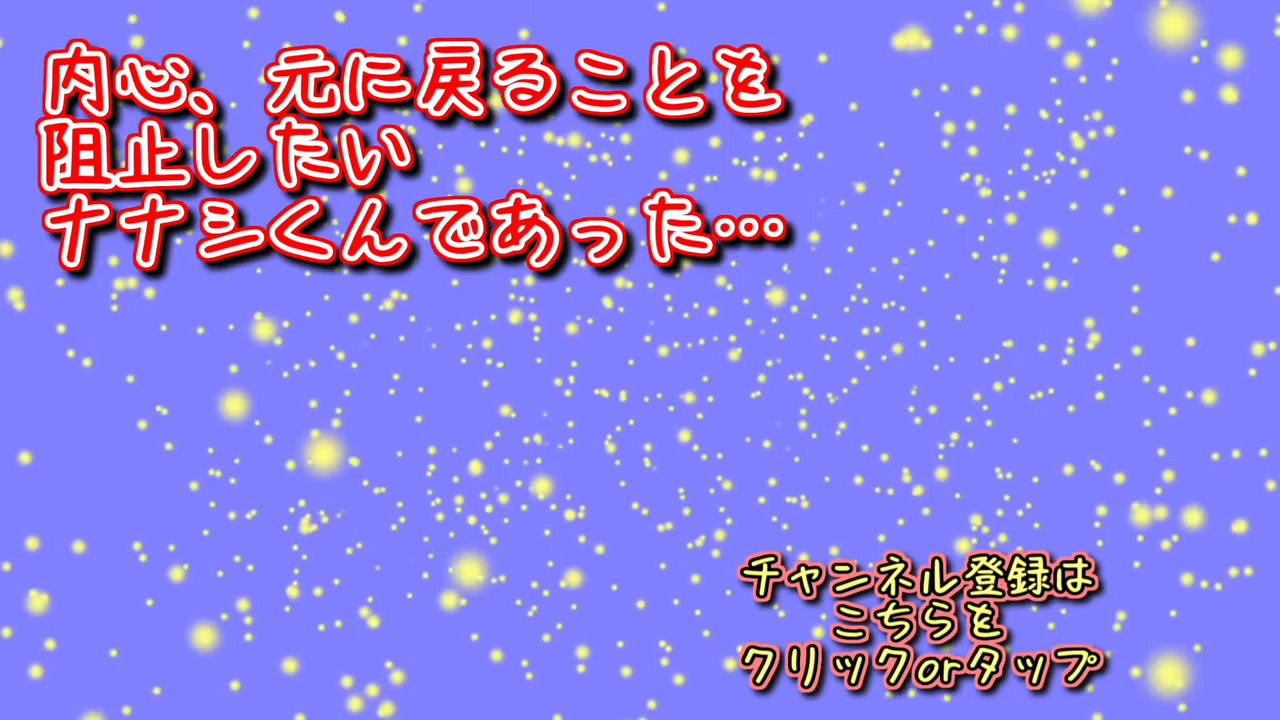 内心、元に戻ることを
阻止したい
ナナシくんであった…
チャンネル登録は
こちらを
クリックorタップ